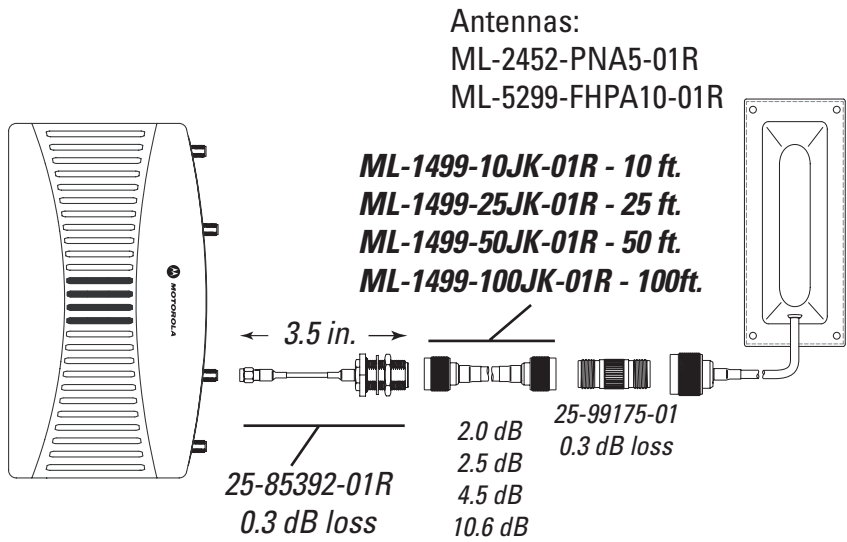 Antennas:
ML-2452-PNA5-01R
ML-5299-FHPA10-01R
ML-1499-10JK-01R - 10 ft.
ML-1499-25JK-01R - 25 ft.
ML-1499-50JK-01R - 50 ft.
ML-1499-100JK-01R - 100ft.
MOTOROLA
3.5 in.
25-85392-01R
0.3 dB loss
2.0 dB
2.5 dB
4.5 dB
10.6 dB
25-99175-01
0.3 dB loss